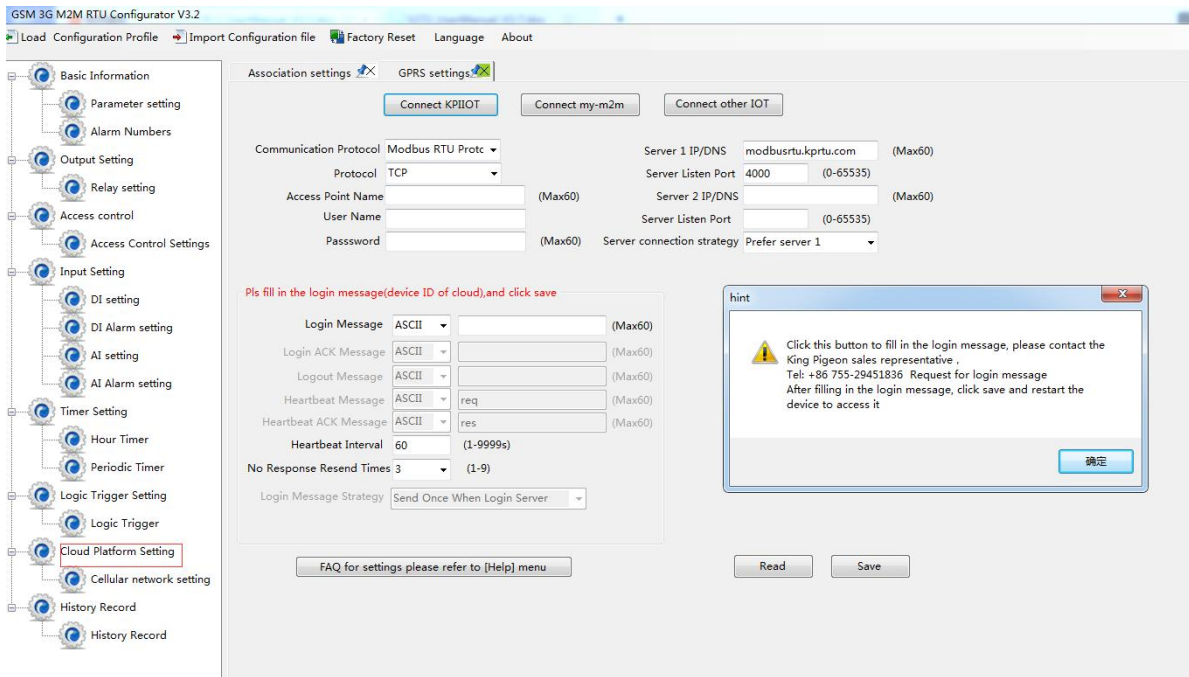 GSM 3G M2M RTU Configurator V3.2
Load Configuration Profile Import Configuration file Factory Reset Language About
Basic Information
Parameter setting
Alarm Numbers
Output Setting
Relay setting
Access control
Access Control Settings
Input Setting
DI setting
DI Alarm setting
AI setting
AI Alarm setting
Timer Setting
Hour Timer
Periodic Timer
Logic Trigger Setting
Logic Trigger
Cloud Platform Setting
Cellular network setting
History Record
History Record
Association settings GPRS settings
Connect KPIIOT Connect my-m2m Connect other IOT
Communication Protocol Modbus RTU Protc
Protocol TCP
Access Point Name (Max60)
User Name
Passsword (Max60)
Server 1 IP/DNS modbusrtu.kprtu.com (Max60)
Server Listen Port 4000 (0-65535)
Server 2 IP/DNS (Max60)
Server Listen Port (0-65535)
Server connection strategy Prefer server 1
Pls fill in the login message(device ID of cloud),and click save
Login Message ASCII (Max60)
Login ACK Message ASCII (Max60)
Logout Message ASCII (Max60)
Heartbeat Message ASCII req (Max60)
Heartbeat ACK Message ASCII res (Max60)
Heartbeat Interval 60 (1-9999s)
No Response Resend Times 3 (1-9)
Login Message Strategy Send Once When Login Server
FAQ for settings please refer to [Help] menu
Read Save
hint
Click this button to fill in the login message, please contact the
King Pigeon sales representative ,
Tel: +86 755-29451836 Request for login message
After filling in the login message, click save and restart the
device to access it
确定